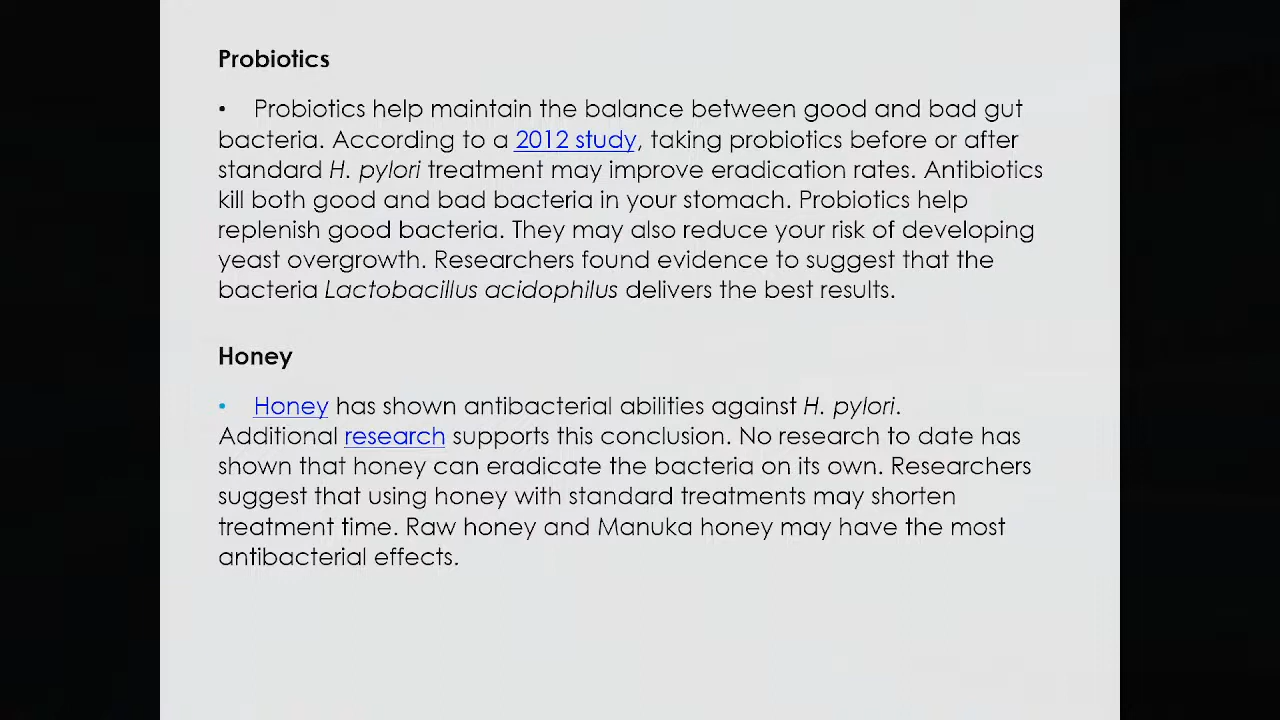 Probiotics
• Probiotics help maintain the balance between good and bad gut
bacteria. According to a 2012 study, taking probiotics before or after
standard H. pylori treatment may improve eradication rates. Antibiotics
kill both good and bad bacteria in your stomach. Probiotics help
replenish good bacteria. They may also reduce your risk of developing
yeast overgrowth. Researchers found evidence to suggest that the
bacteria Lactobacillus acidophilus delivers the best results.
Honey
• Honey has shown antibacterial abilities against H. pylori.
Additional research supports this conclusion. No research to date has
shown that honey can eradicate the bacteria on its own. Researchers
suggest that using honey with standard treatments may shorten
treatment time. Raw honey and Manuka honey may have the most
antibacterial effects.